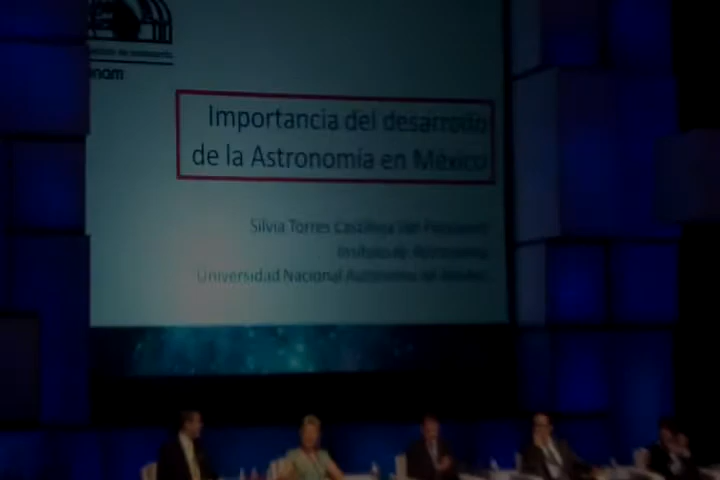 unam
Importancia del desarrollo
de la Astronomía en México
Silvia Torres Castilleja
Instituto de Astronomía
Universidad Nacional Autónoma de México